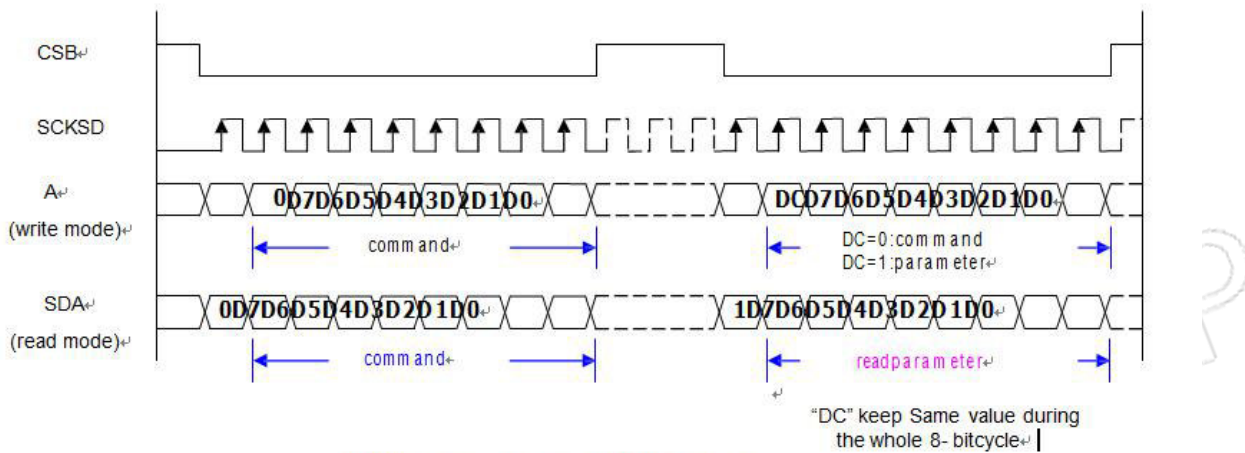 CSB↵
SCKSD
A↵
0D7D6D5D4D3D2D1D0↵
DCD7D6D5D4D3D2D1D0↵
(write mode)↵
command↵
DC=0:command
DC=1:parameter↵
SDA↵
0D7D6D5D4D3D2D1D0↵
1D7D6D5D4D3D2D1D0↵
(read mode)↵
command↵
readparameter↵
↵
“DC” keep Same value during
the whole 8- bitcycle↵